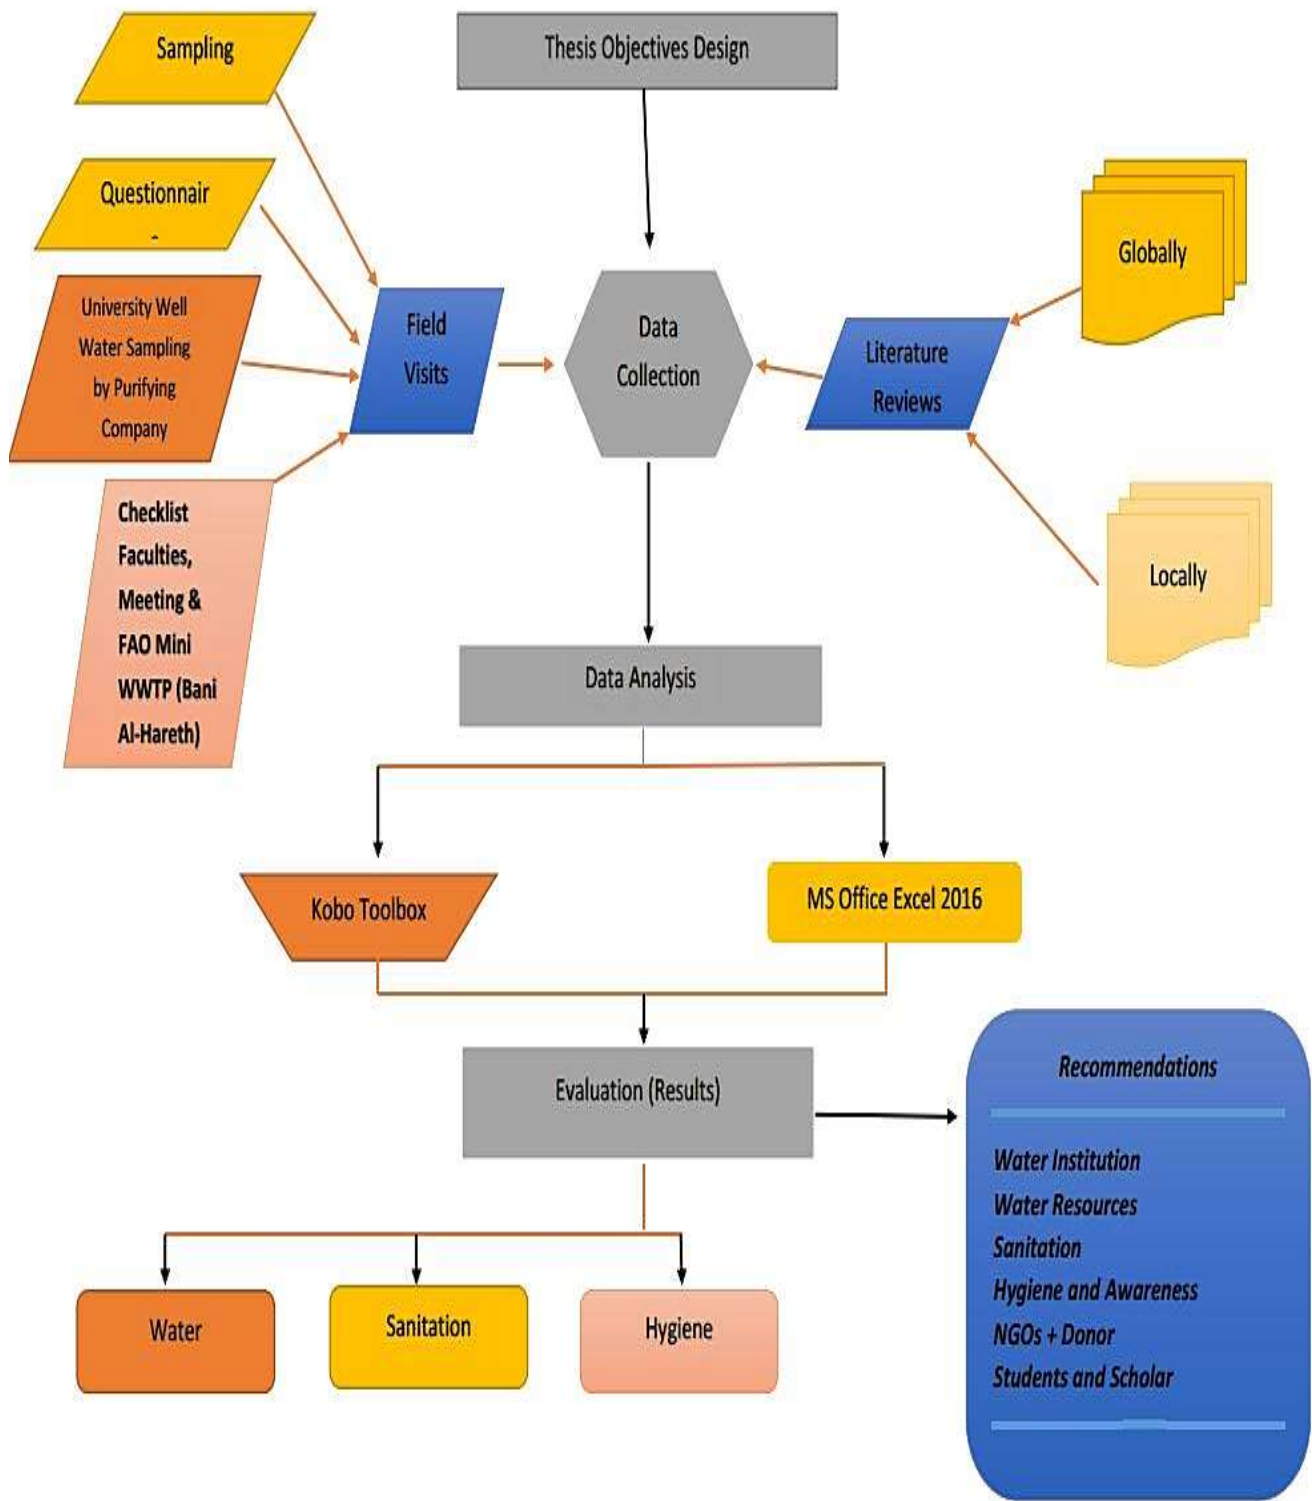 Sampling
Thesis Objectives Design
Questionnair
University Well
Water Sampling
by Purifying
Company
Field
Visits
Data
Collection
Literature
Reviews
Globally
Locally
Checklist
Faculties,
Meeting &
FAO Mini
WWTP (Bani
Al-Hareth)
Data Analysis
Kobo Toolbox
MS Office Excel 2016
Evaluation (Results)
Recommendations
Water Institution
Water Resources
Sanitation
Hygiene and Awareness
NGOs + Donor
Students and Scholar
Water
Sanitation
Hygiene